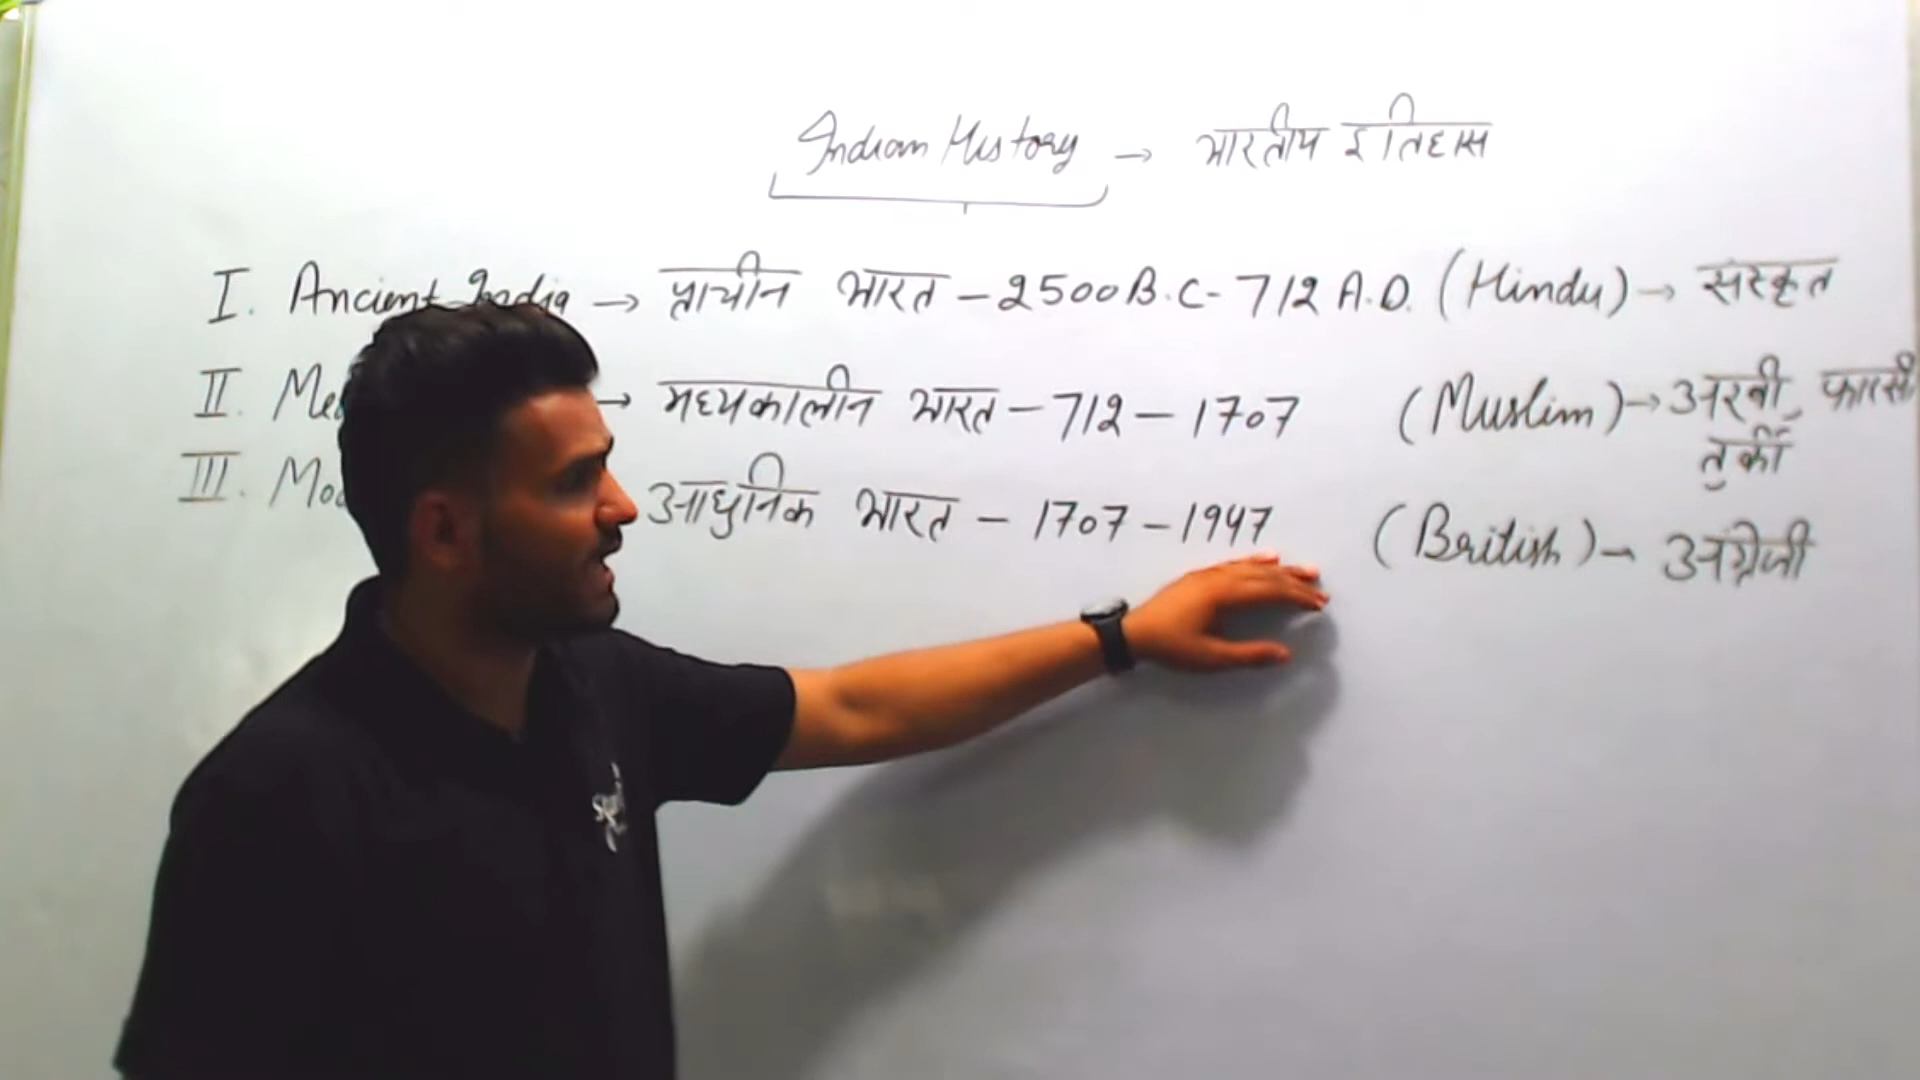 Indian History → भारतीय इतिहास
I. Ancient India → प्राचीन भारत - 2500 B.C - 712 A.D. (Hindu) → संस्कृत
II. Me → मध्यकालीन भारत - 712 - 1707 (Muslim) → अरबी, फारसी
तुर्की
III. Mod आधुनिक भारत - 1707 - 1947 (British) → अंग्रेजी